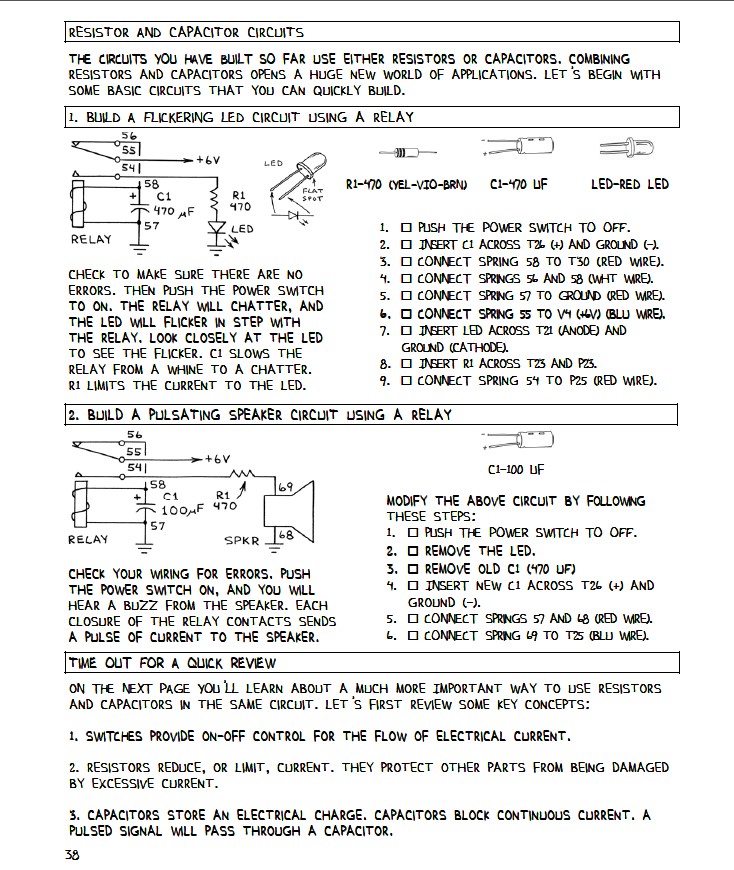 RESISTOR AND CAPACITOR CIRCUITS
THE CIRCUITS YOU HAVE BUILT SO FAR USE EITHER RESISTORS OR CAPACITORS. COMBINING
RESISTORS AND CAPACITORS OPENS A HUGE NEW WORLD OF APPLICATIONS. LET'S BEGIN WITH
SOME BASIC CIRCUITS THAT YOU CAN QUICKLY BUILD.
1. BUILD A FLICKERING LED CIRCUIT USING A RELAY
56
55
54
+6V
58
+
C1
470 µF
57
RELAY
R1
470
LED
LED
FLAT
SPOT
R1-470 (YEL-VIO-BRN)
C1-470 UF
LED-RED LED
1. ☐ PUSH THE POWER SWITCH TO OFF.
2. ☐ INSERT C1 ACROSS T26 (+) AND GROUND (-).
3. ☐ CONNECT SPRING 58 TO T30 (RED WIRE).
4. ☐ CONNECT SPRINGS 56 AND 58 (WHT WIRE).
5. ☐ CONNECT SPRING 57 TO GROUND (RED WIRE).
6. ☐ CONNECT SPRING 55 TO V4 (+6V) (BLU WIRE).
7. ☐ INSERT LED ACROSS T21 (ANODE) AND
GROUND (CATHODE).
8. ☐ INSERT R1 ACROSS T23 AND P23.
9. ☐ CONNECT SPRING 54 TO P25 (RED WIRE).
CHECK TO MAKE SURE THERE ARE NO
ERRORS. THEN PUSH THE POWER SWITCH
TO ON. THE RELAY WILL CHATTER, AND
THE LED WILL FLICKER IN STEP WITH
THE RELAY. LOOK CLOSELY AT THE LED
TO SEE THE FLICKER. C1 SLOWS THE
RELAY FROM A WHINE TO A CHATTER.
R1 LIMITS THE CURRENT TO THE LED.
2. BUILD A PULSATING SPEAKER CIRCUIT USING A RELAY
56
55
54
+6V
58
+
C1
100µF
57
RELAY
R1
470
69
68
SPKR
C1-100 UF
MODIFY THE ABOVE CIRCUIT BY FOLLOWING
THESE STEPS:
1. ☐ PUSH THE POWER SWITCH TO OFF.
2. ☐ REMOVE THE LED.
3. ☐ REMOVE OLD C1 (470 UF)
4. ☐ INSERT NEW C1 ACROSS T26 (+) AND
GROUND (-).
5. ☐ CONNECT SPRINGS 57 AND 68 (RED WIRE).
6. ☐ CONNECT SPRING 69 TO T25 (BLU WIRE).
CHECK YOUR WIRING FOR ERRORS. PUSH
THE POWER SWITCH ON, AND YOU WILL
HEAR A BUZZ FROM THE SPEAKER. EACH
CLOSURE OF THE RELAY CONTACTS SENDS
A PULSE OF CURRENT TO THE SPEAKER.
TIME OUT FOR A QUICK REVIEW
ON THE NEXT PAGE YOU'LL LEARN ABOUT A MUCH MORE IMPORTANT WAY TO USE RESISTORS
AND CAPACITORS IN THE SAME CIRCUIT. LET'S FIRST REVIEW SOME KEY CONCEPTS:
1. SWITCHES PROVIDE ON-OFF CONTROL FOR THE FLOW OF ELECTRICAL CURRENT.
2. RESISTORS REDUCE, OR LIMIT, CURRENT. THEY PROTECT OTHER PARTS FROM BEING DAMAGED
BY EXCESSIVE CURRENT.
3. CAPACITORS STORE AN ELECTRICAL CHARGE. CAPACITORS BLOCK CONTINUOUS CURRENT. A
PULSED SIGNAL WILL PASS THROUGH A CAPACITOR.
38